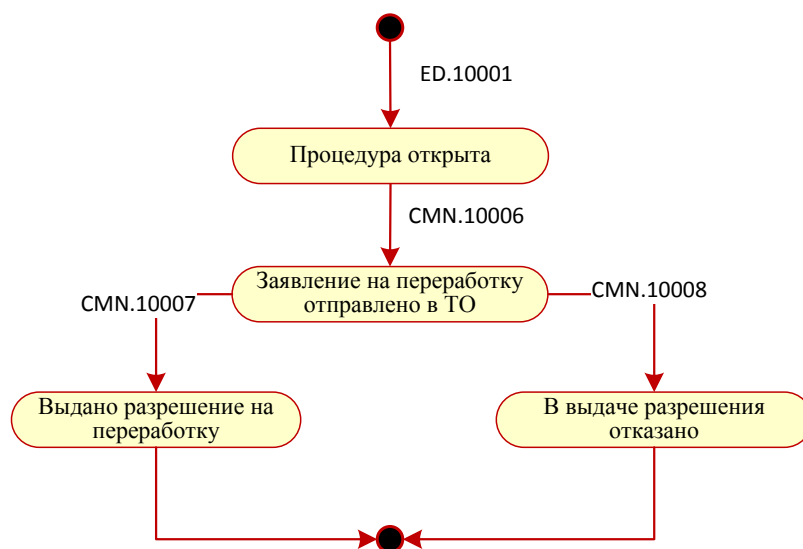 ED.10001
Процедура открыта
CMN.10006
Заявление на переработку
отправлено в ТО
CMN.10007
CMN.10008
Выдано разрешение на
переработку
В выдаче разрешения
отказано